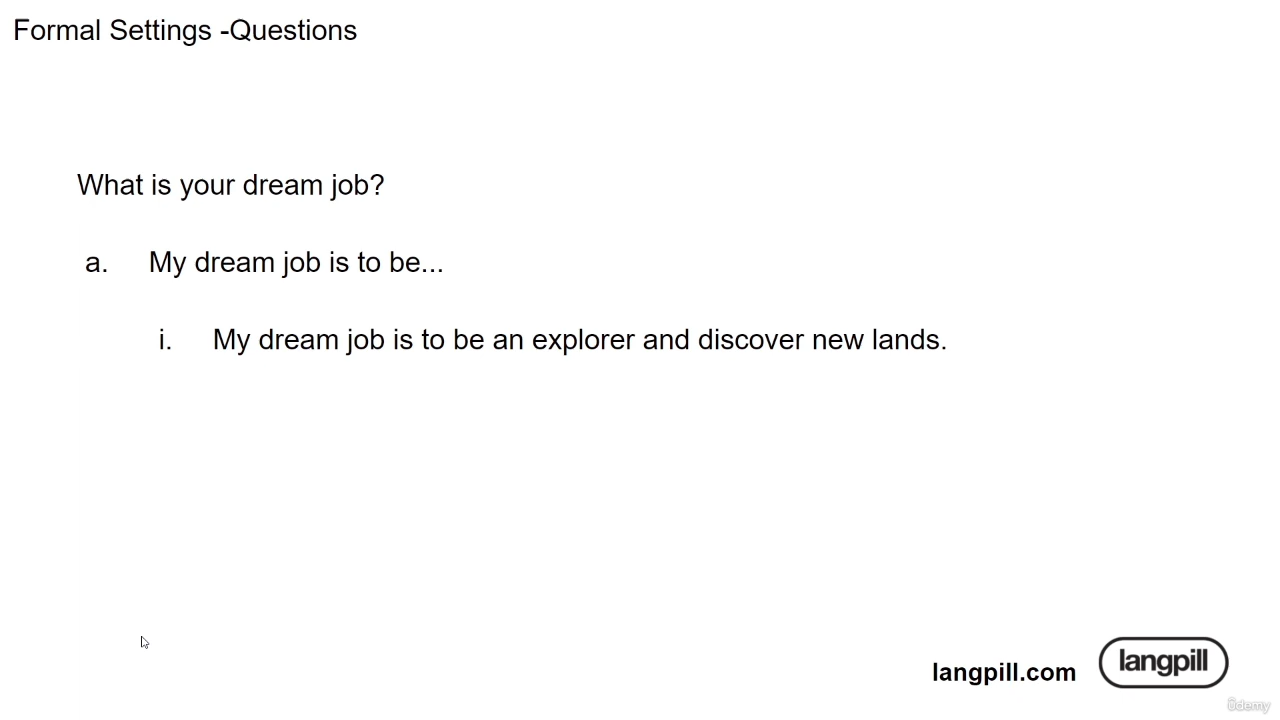 Formal Settings -Questions
What is your dream job?
a. My dream job is to be...
i. My dream job is to be an explorer and discover new lands.
langpill.com
langpill
ûdemy